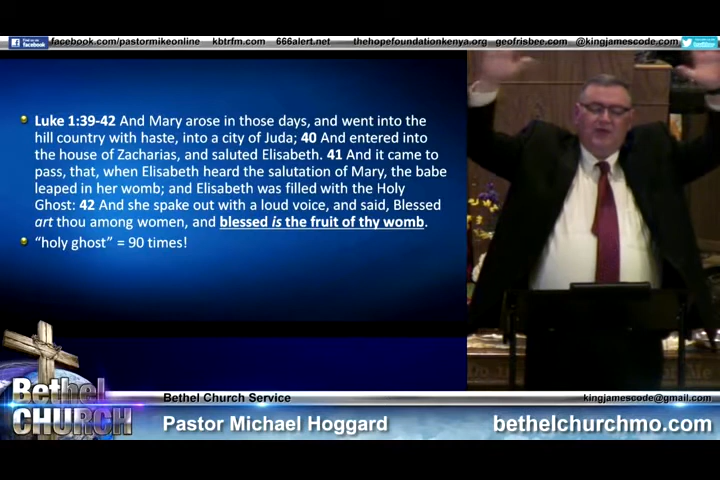 Find us on facebook facebook.com/pastormikeonline kbtrfm.com 666alert.net thehopefoundationkenya.org geofrisbee.com @kingjamescode.com
Luke 1:39-42 And Mary arose in those days, and went into the
hill country with haste, into a city of Juda; 40 And entered into
the house of Zacharias, and saluted Elisabeth. 41 And it came to
pass, that, when Elisabeth heard the salutation of Mary, the babe
leaped in her womb; and Elisabeth was filled with the Holy
Ghost: 42 And she spake out with a loud voice, and said, Blessed
art thou among women, and blessed is the fruit of thy womb.
“holy ghost” = 90 times!
Bethel
CHURCH
Bethel Church Service
kingjamescode@gmail.com
Pastor Michael Hoggard
bethelchurchmo.com